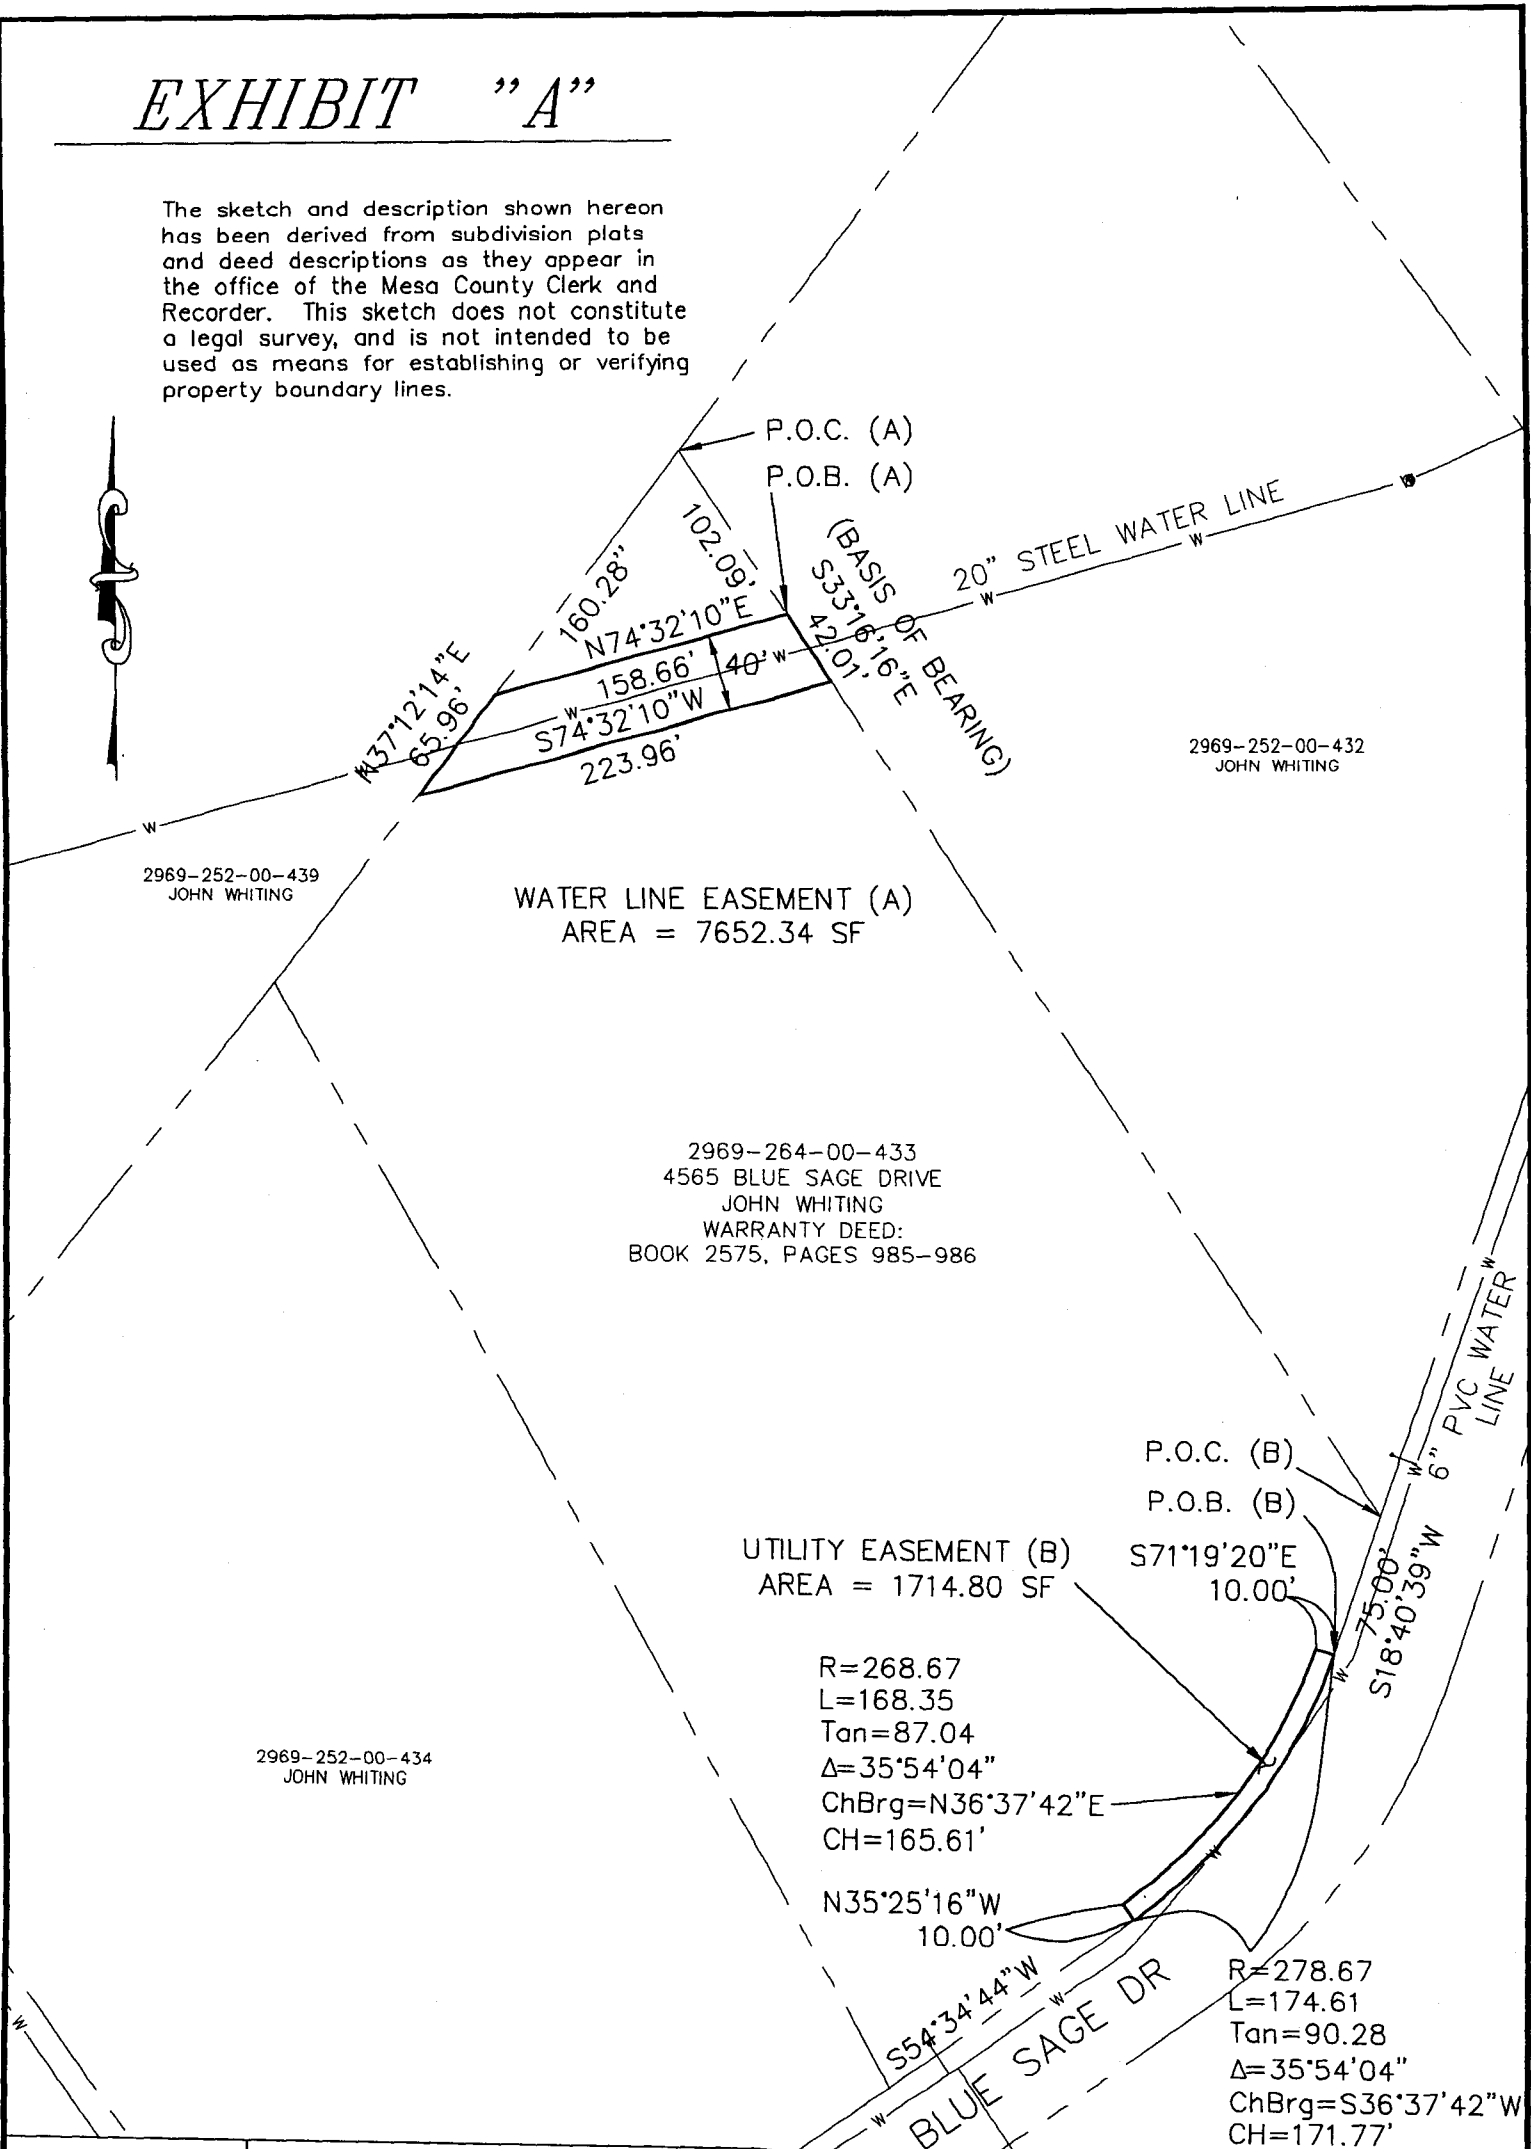 EXHIBIT "A"
The sketch and description shown hereon
has been derived from subdivision plats
and deed descriptions as they appear in
the office of the Mesa County Clerk and
Recorder. This sketch does not constitute
a legal survey, and is not intended to be
used as means for establishing or verifying
property boundary lines.
P.O.C. (A)
P.O.B. (A)
102.09'
160.28"
(BASIS OF BEARING)
S33°16'16"E
42.01'
20" STEEL WATER LINE
W
W
N74°32'10"E
158.66'
40'
W
W
S74°32'10"W
223.96'
N37°12'14"E
65.96'
W
W
2969-252-00-432
JOHN WHITING
2969-252-00-439
JOHN WHITING
WATER LINE EASEMENT (A)
AREA = 7652.34 SF
2969-264-00-433
4565 BLUE SAGE DRIVE
JOHN WHITING
WARRANTY DEED:
BOOK 2575, PAGES 985-986
W
6" PVC WATER
LINE
W
P.O.C. (B)
P.O.B. (B)
S71°19'20"E
10.00'
75.00'
S18°40'39"W
W
UTILITY EASEMENT (B)
AREA = 1714.80 SF
R=268.67
L=168.35
Tan=87.04
Δ=35°54'04"
ChBrg=N36°37'42"E
CH=165.61'
W
N35°25'16"W
10.00'
2969-252-00-434
JOHN WHITING
S54°34'44"W
W
W
W
BLUE SAGE DR
R=278.67
L=174.61
Tan=90.28
Δ=35°54'04"
ChBrg=S36°37'42"W
CH=171.77'